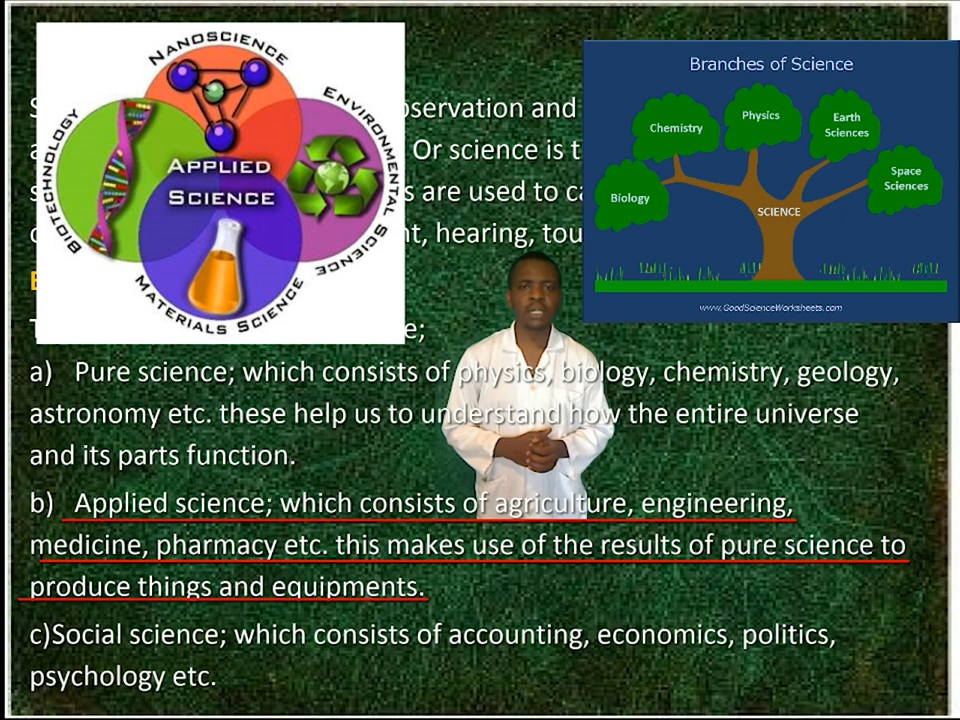 NANOSCIENCE
BIOTECHNOLOGY
ENVIRONMENTAL SCIENCE
APPLIED
SCIENCE
MATERIALS SCIENCE
Branches of Science
Physics
Chemistry
Earth
Sciences
Space
Sciences
Biology
SCIENCE
www.GoodScienceWorksheets.com
and
Or science is
are used to
hearing,
a) Pure science; which consists of physics, biology, chemistry, geology,
astronomy etc. these help us to understand how the entire universe
and its parts function.
b) Applied science; which consists of agriculture, engineering,
medicine, pharmacy etc. this makes use of the results of pure science to
produce things and equipments.
c)Social science; which consists of accounting, economics, politics,
psychology etc.